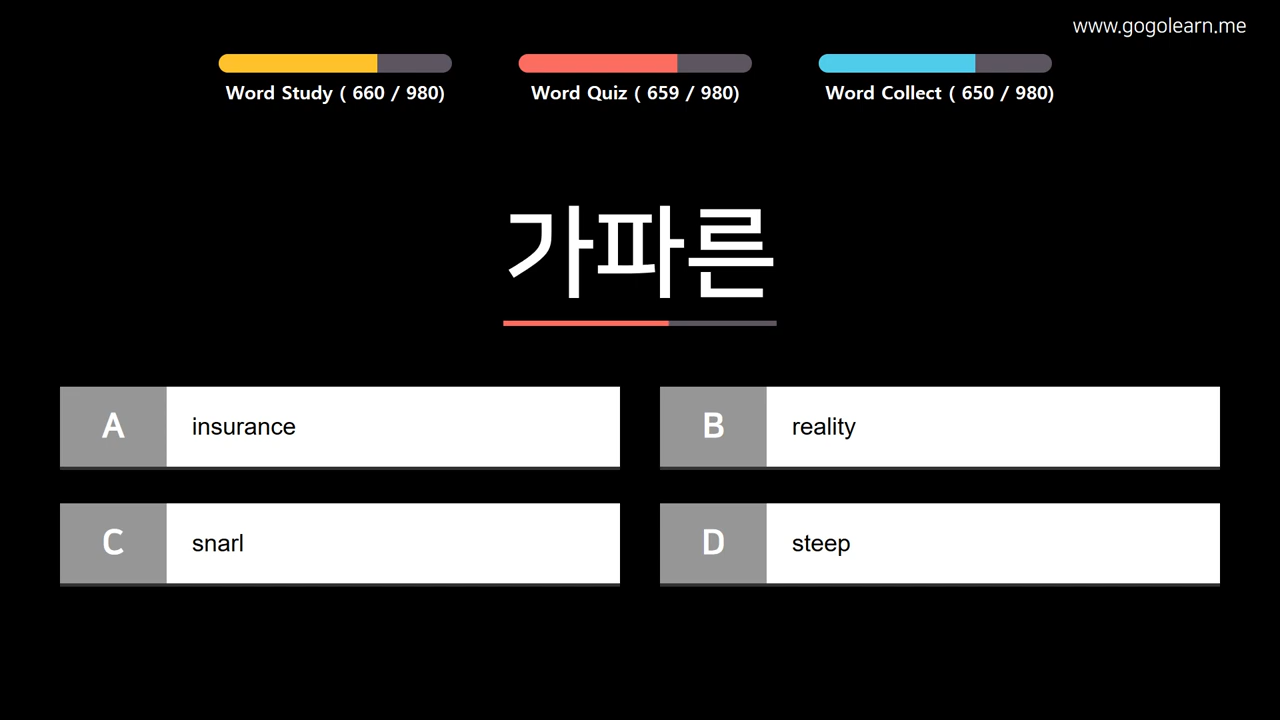 www.gogolearn.me
Word Study ( 660 / 980)
Word Quiz ( 659 / 980)
Word Collect ( 650 / 980)
가파른
A insurance
B reality
C snarl
D steep